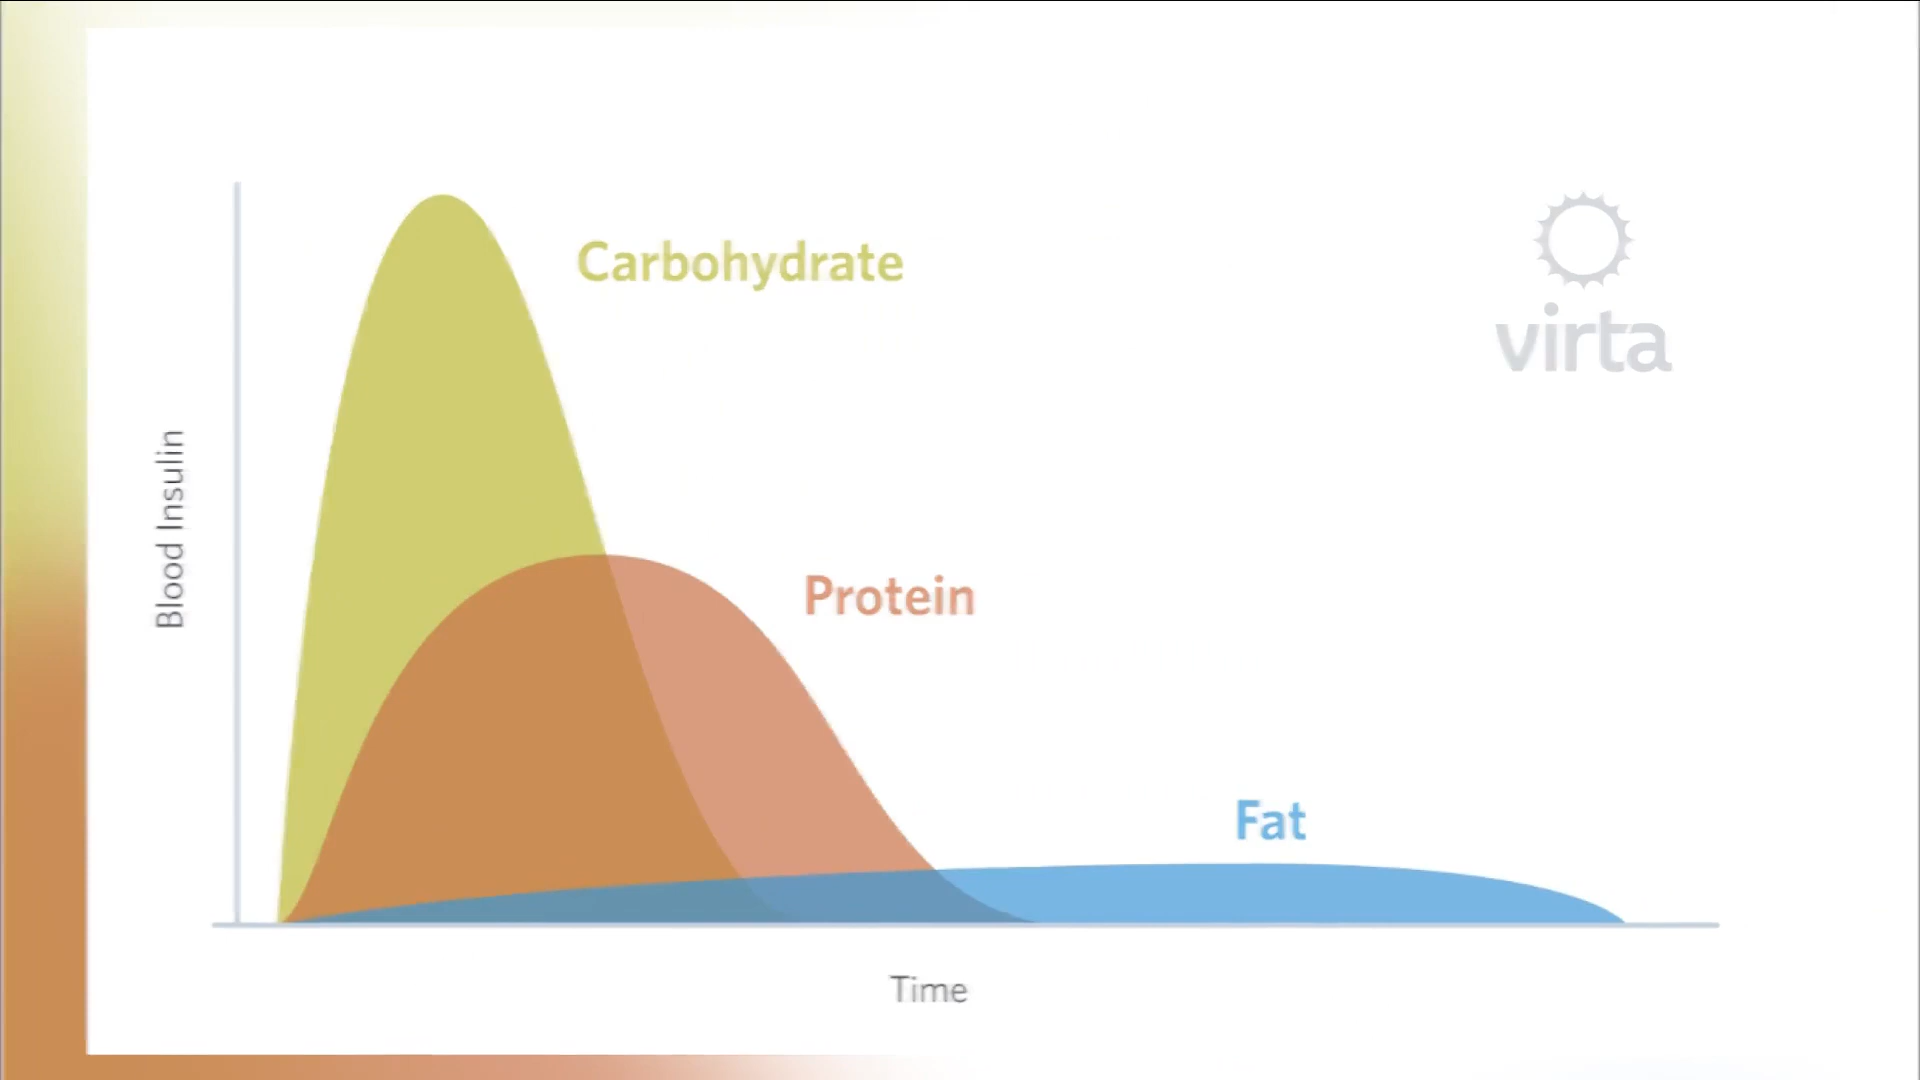 Carbohydrate
virta
Blood Insulin
Protein
Fat
Time